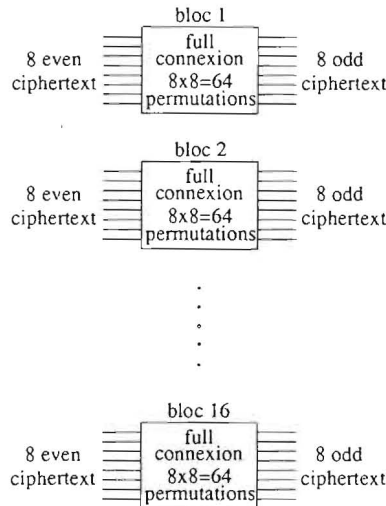 bloc 1
full
connexion
8x8=64
permutations
8 even
ciphertext
8 odd
ciphertext
bloc 2
full
connexion
8x8=64
permutations
8 even
ciphertext
8 odd
ciphertext
bloc 16
full
connexion
8x8=64
permutations
8 even
ciphertext
8 odd
ciphertext